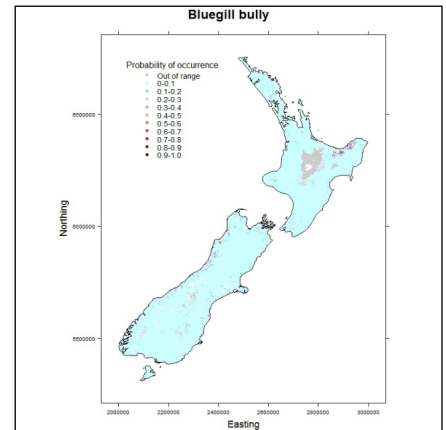 Bluegill bully
Probability of occurrence
Out of range
0-0.1
0.1-0.2
0.2-0.3
0.3-0.4
0.4-0.5
0.5-0.6
0.6-0.7
0.7-0.8
0.8-0.9
0.9-1.0
Northing
6500000
6000000
5500000
2000000 2200000 2400000 2600000 2800000 3000000
Easting